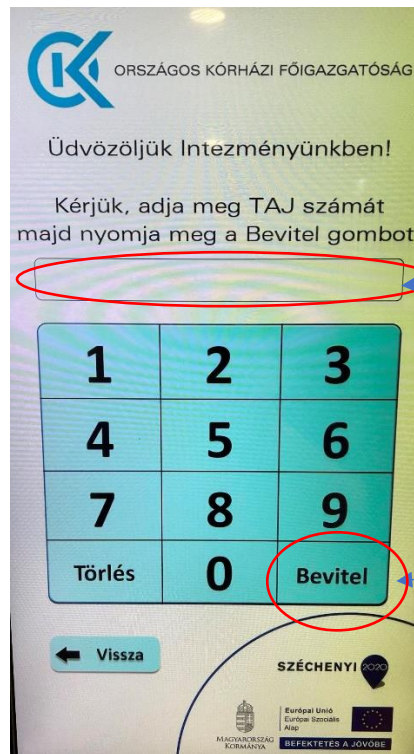 ORSZÁGOS KÓRHÁZI FŐIGAZGATÓSÁG
Üdvözöljük Intézményünkben!
Kérjük, adja meg TAJ számát
majd nyomja meg a Bevitel gombot
1 2 3
4 5 6
7 8 9
Törlés 0 Bevitel
Vissza
SZÉCHENYI 2020
Európai Unió
Európai Szociális
Alap
MAGYARORSZÁG
KORMÁNYA
BEFEKTETÉS A JÖVŐBE